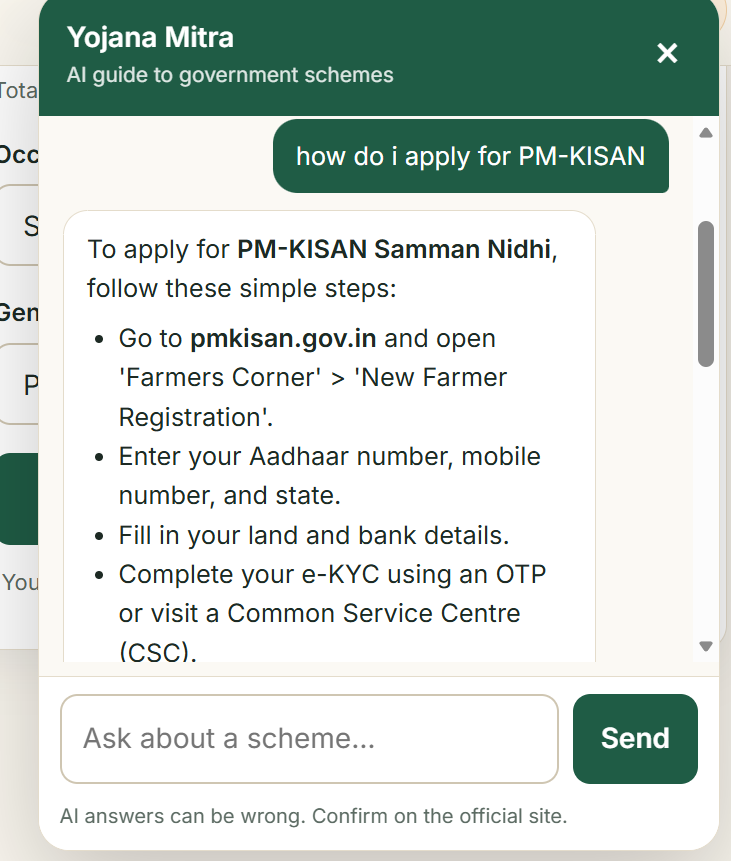 Yojana Mitra
AI guide to government schemes
×
Tota
Occ
S
Gen
P
You
how do i apply for PM-KISAN
To apply for PM-KISAN Samman Nidhi,
follow these simple steps:
• Go to pmkisan.gov.in and open
'Farmers Corner' > 'New Farmer
Registration'.
• Enter your Aadhaar number, mobile
number, and state.
• Fill in your land and bank details.
• Complete your e-KYC using an OTP
or visit a Common Service Centre
(CSC).
Ask about a scheme...
Send
AI answers can be wrong. Confirm on the official site.